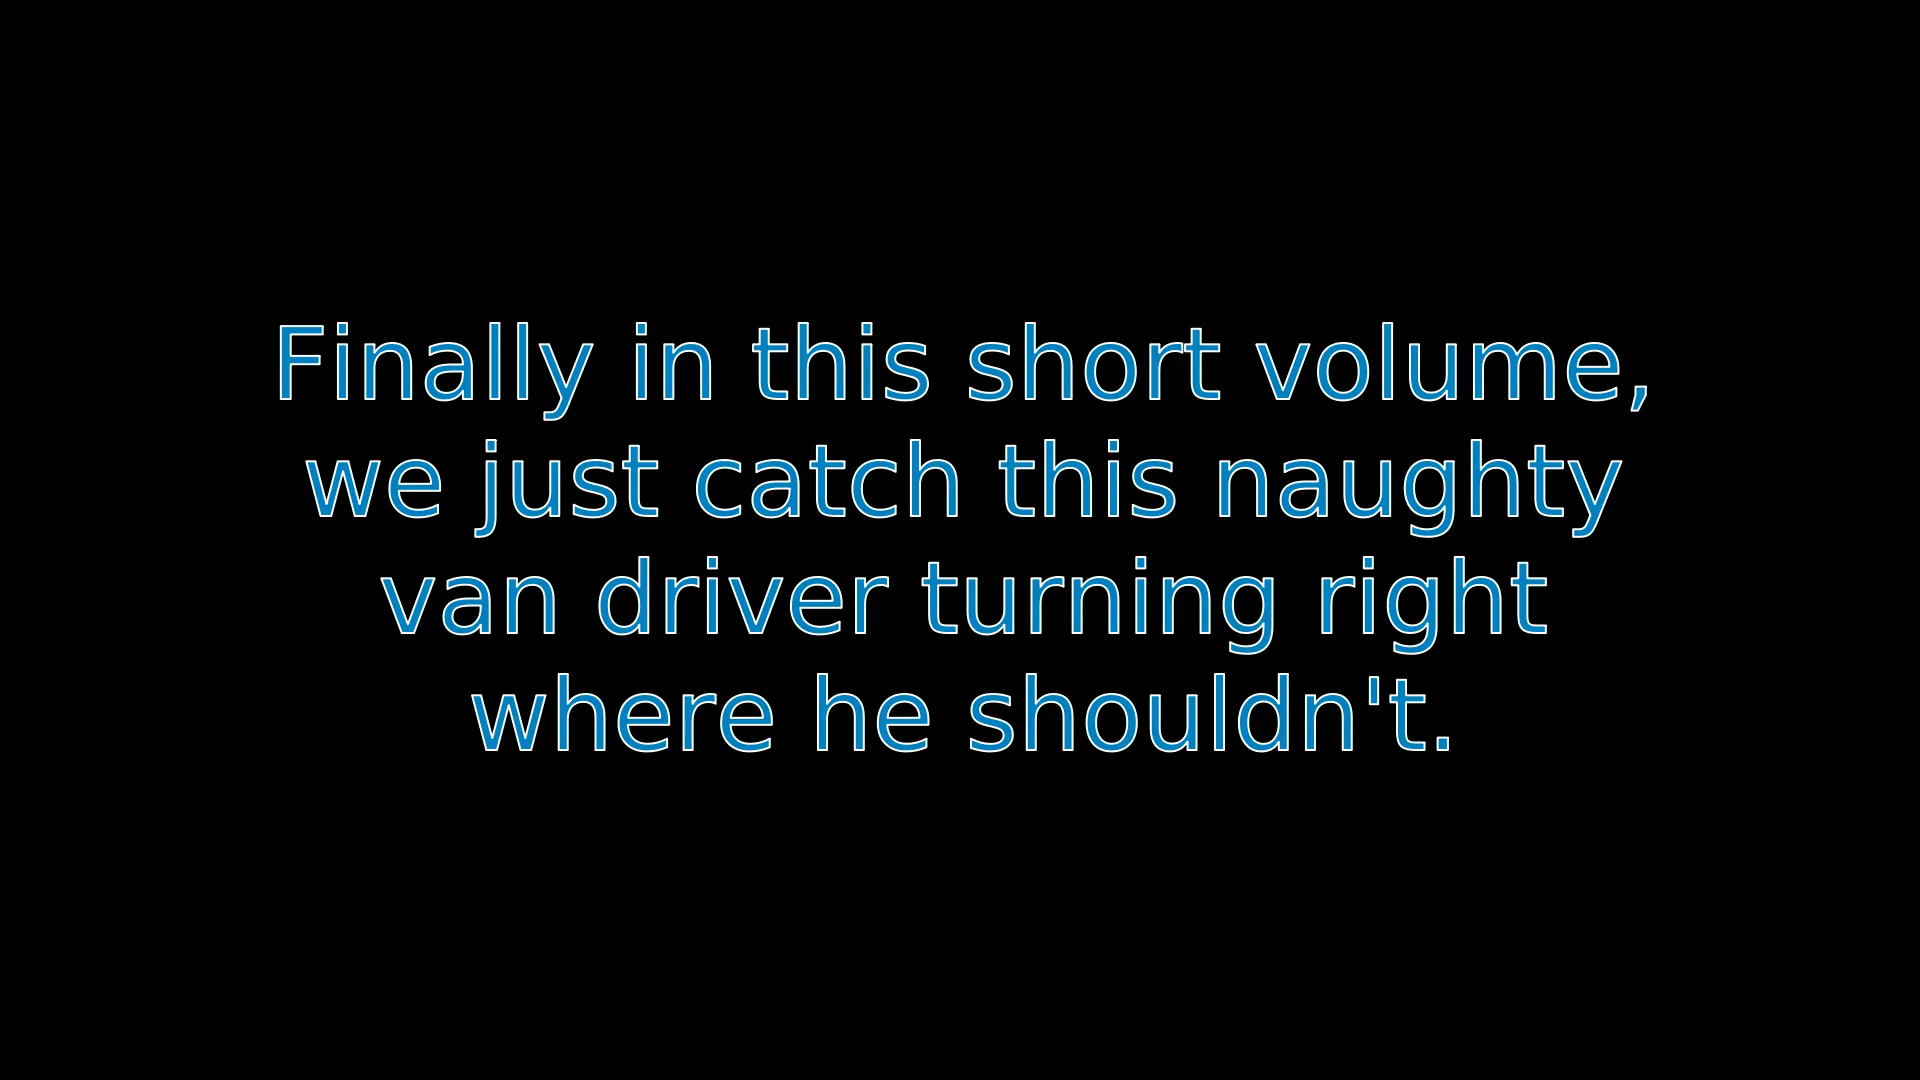 Finally in this short volume,
we just catch this naughty
van driver turning right
where he shouldn't.